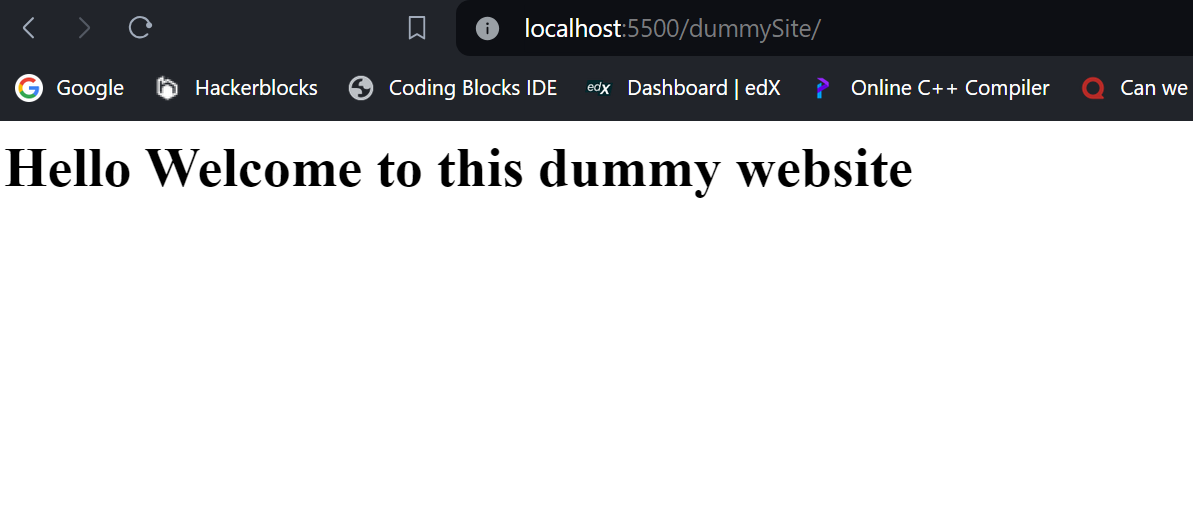 localhost:5500/dummySite/
Google Hackerblocks Coding Blocks IDE edX Dashboard | edX Online C++ Compiler Can we
Hello Welcome to this dummy website